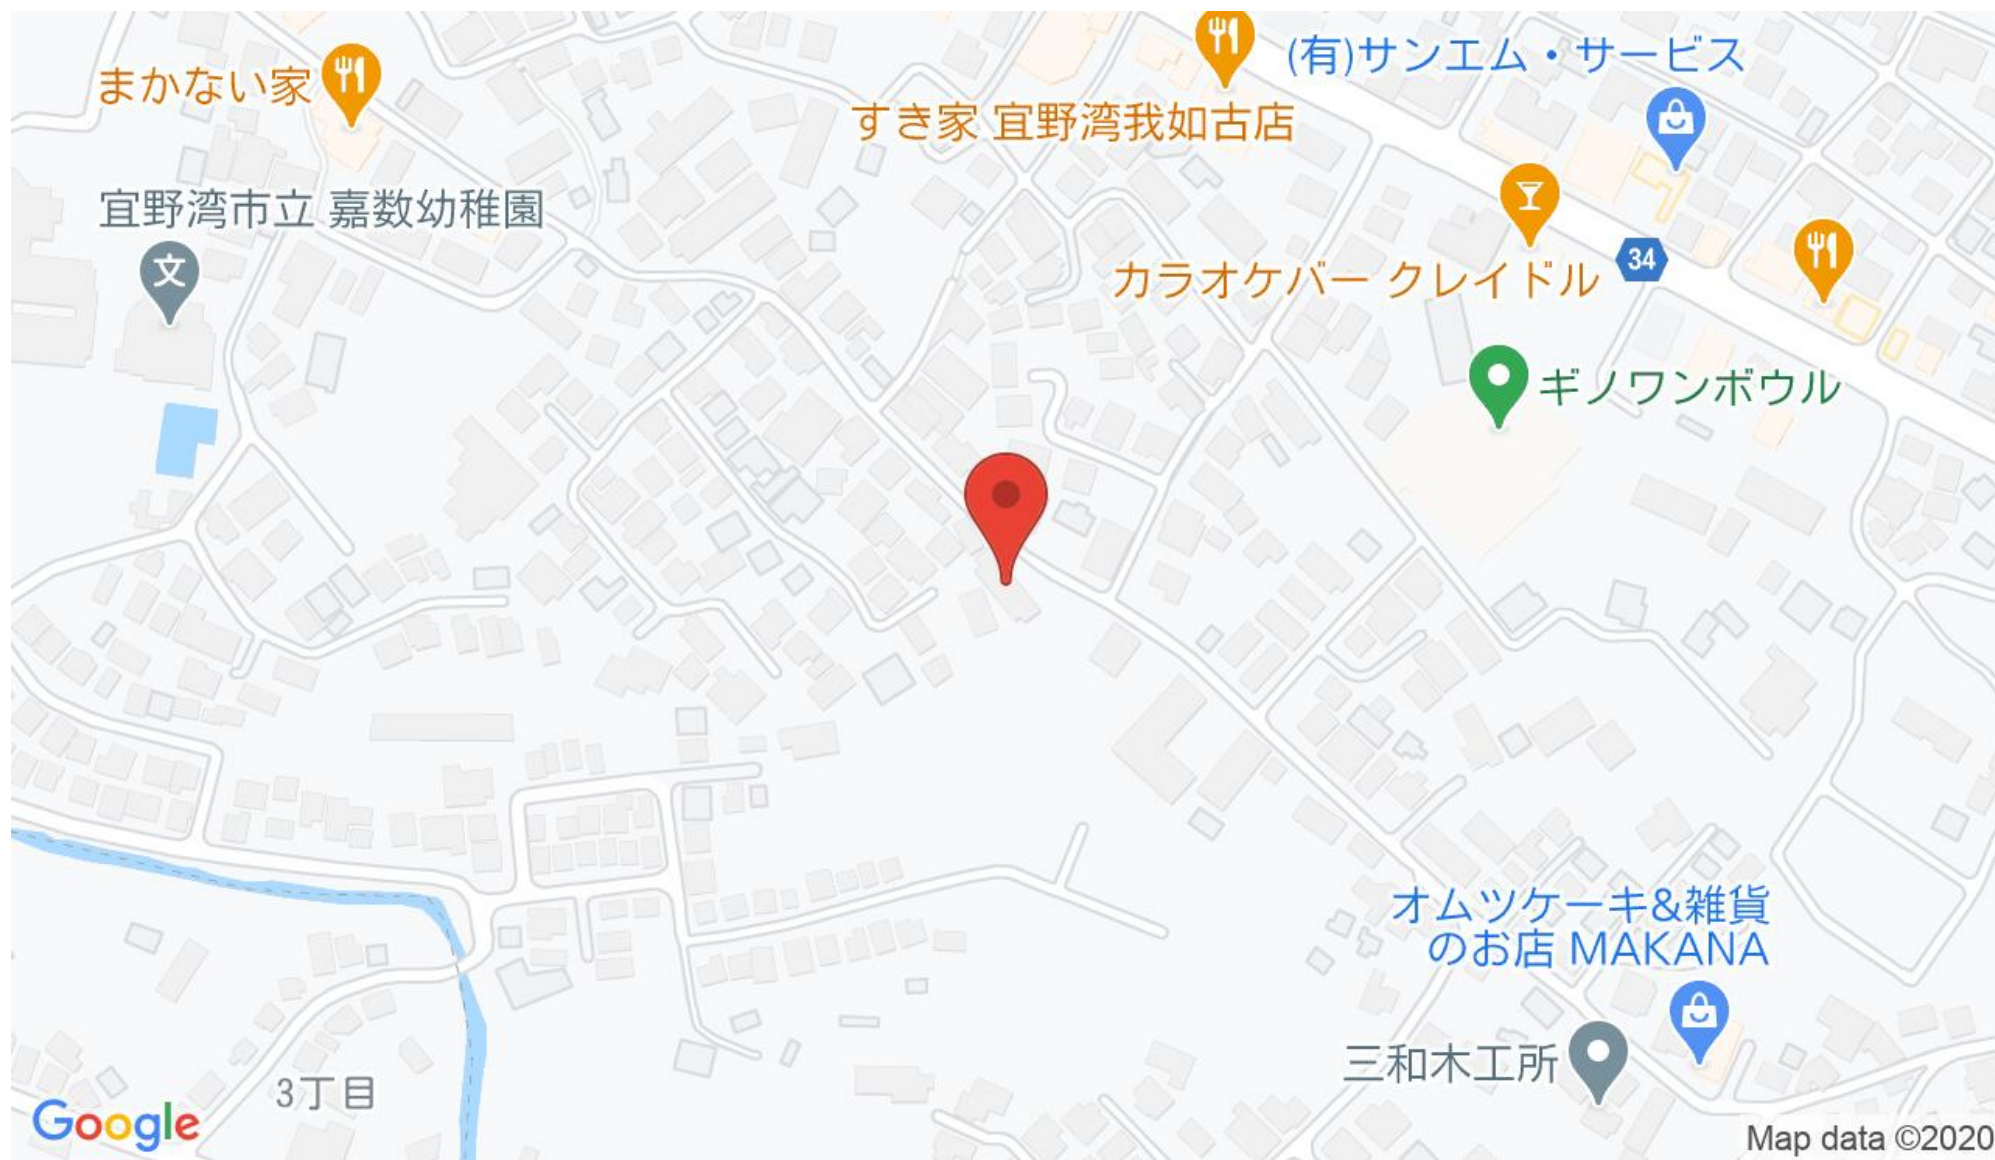 (有)サンエム・サービス
まかない家
すき家 宜野湾我如古店
宜野湾市立 嘉数幼稚園
文
カラオケバー クレイドル
34
ギノワンボウル
オムツケーキ&雑貨
のお店 MAKANA
三和木工所
3丁目
Google
Map data ©2020